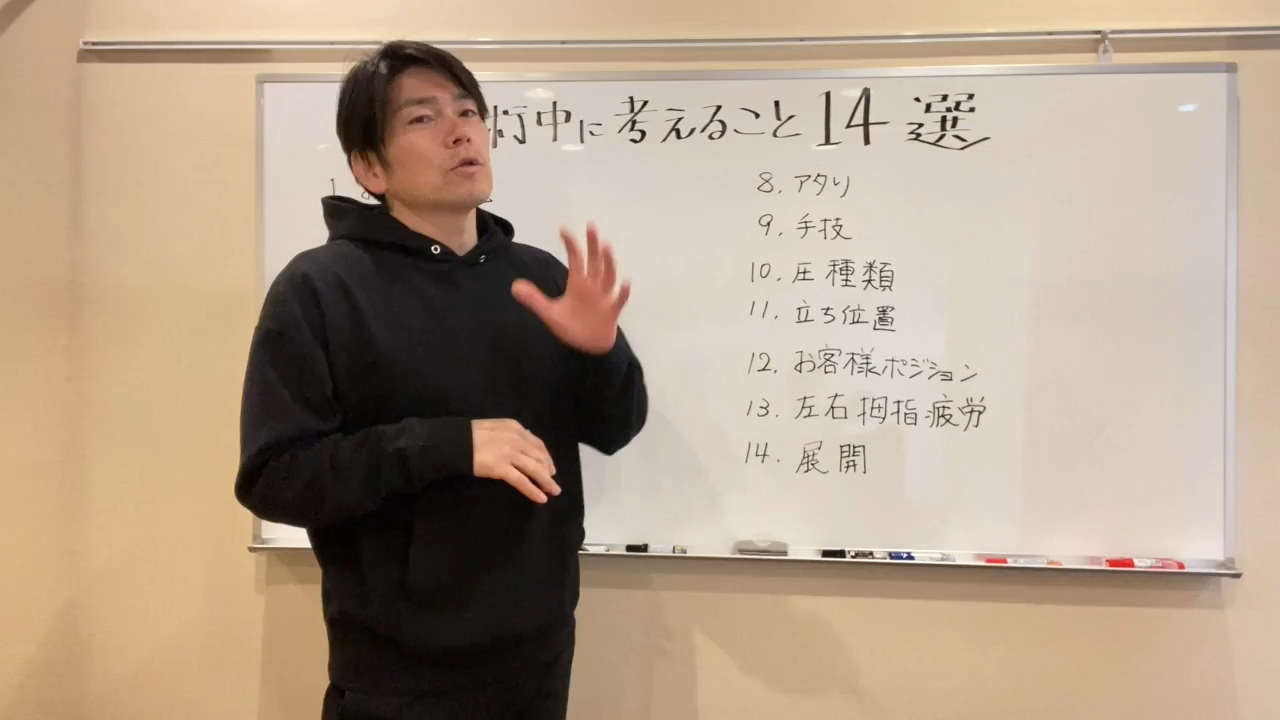 術中に考えること14選
8. アタリ
9. 手技
10. 圧種類
11. 立ち位置
12. お客様ポジション
13. 左右拇指疲労
14. 展開